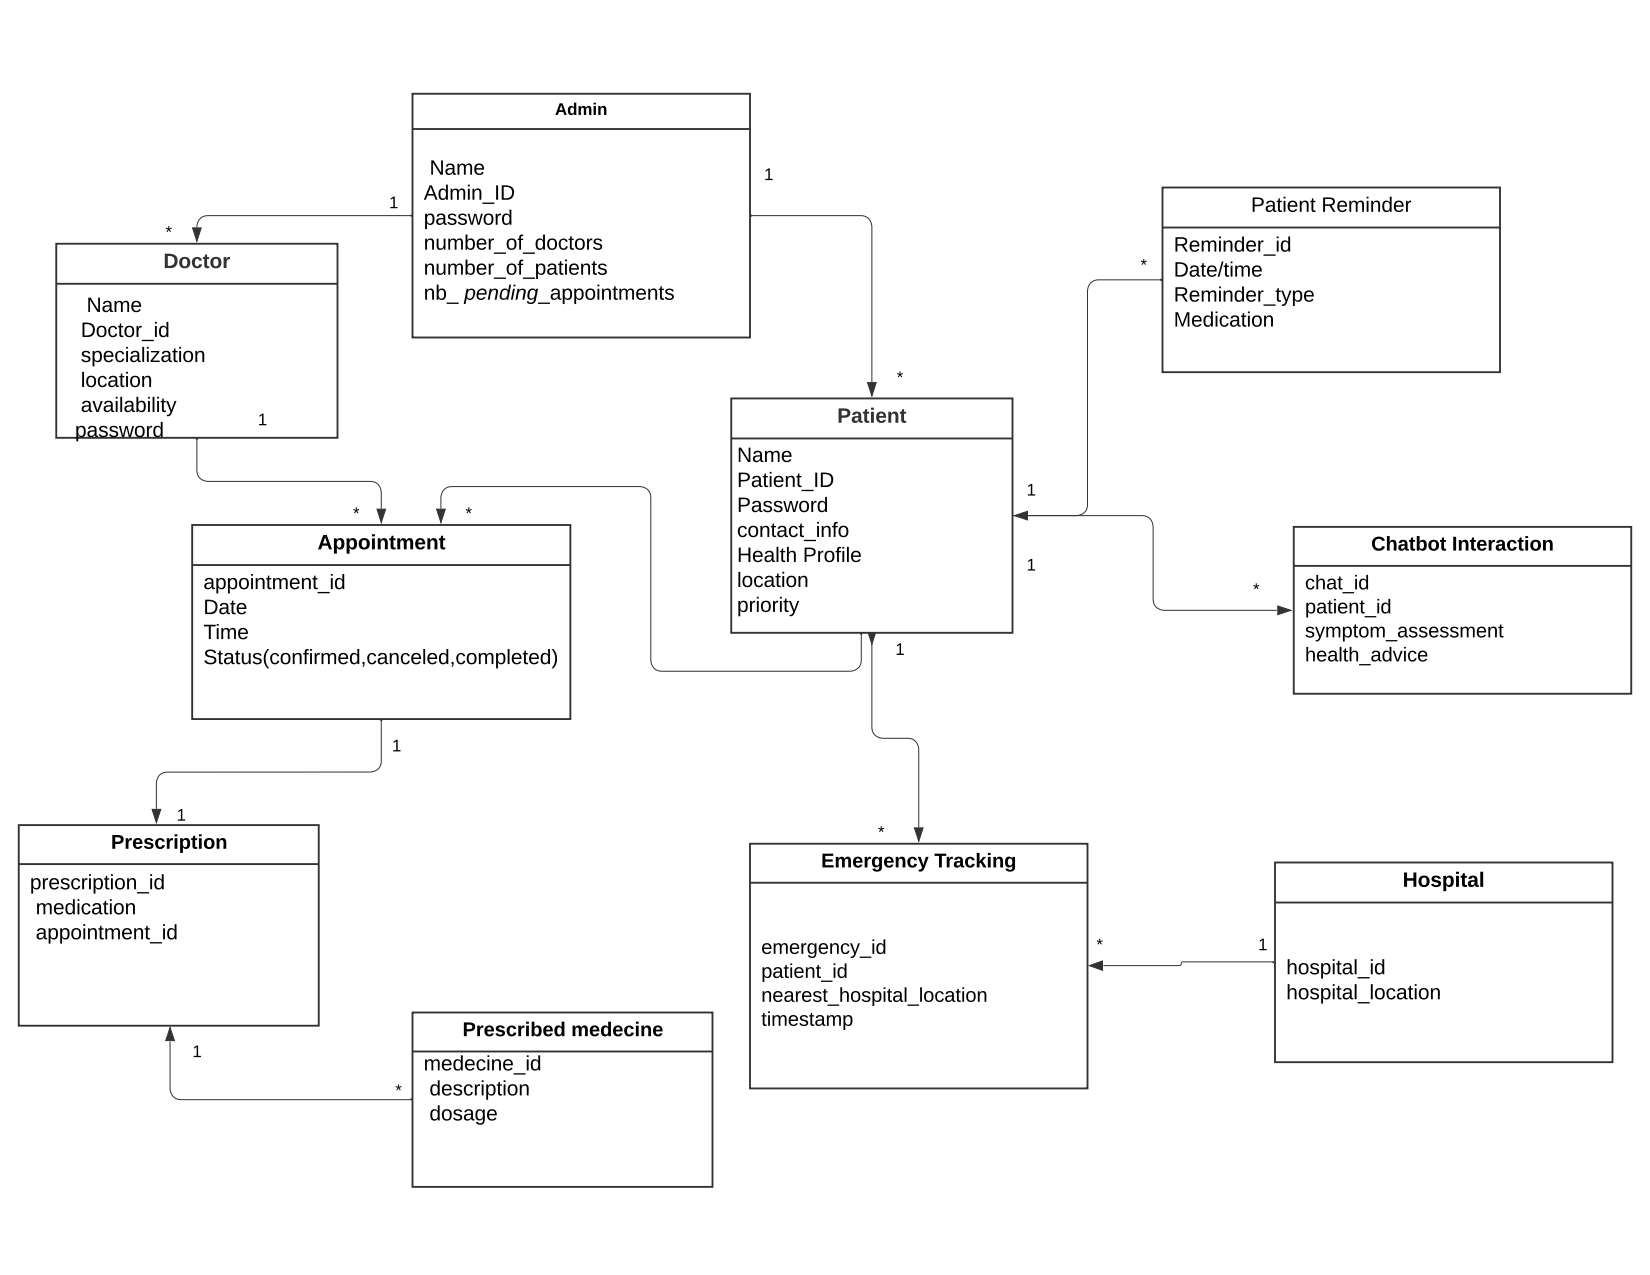 Admin
Name
Admin_ID
password
number_of_doctors
number_of_patients
nb_ pending_appointments
1
1
*
*
Doctor
Name
Doctor_id
specialization
location
availability
password
1
Patient Reminder
Reminder_id
Date/time
Reminder_type
Medication
*
Patient
Name
Patient_ID
Password
contact_info
Health Profile
location
priority
1
1
1
*
*
Appointment
appointment_id
Date
Time
Status(confirmed,canceled,completed)
1
*
Chatbot Interaction
chat_id
patient_id
symptom_assessment
health_advice
1
Prescription
prescription_id
medication
appointment_id
1
*
Emergency Tracking
emergency_id
patient_id
nearest_hospital_location
timestamp
*
1
Hospital
hospital_id
hospital_location
*
Prescribed medecine
medecine_id
description
dosage